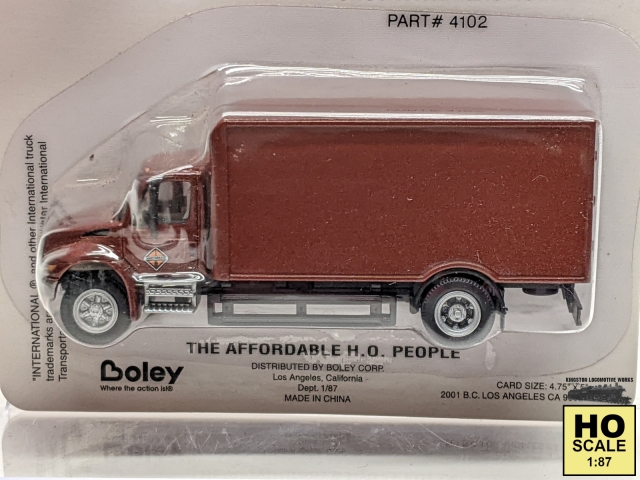 PART# 4102
"INTERNATIONAL ® and other International truck
trademarks
International
Transport
THE AFFORDABLE H.O. PEOPLE
DISTRIBUTED BY BOLEY CORP.
Los Angeles, California
Dept. 1/87
MADE IN CHINA
Boley
Where the action is!®
CARD SIZE: 4.75"
2001 B.C. LOS ANGELES CA
KINGSTON LOCOMOTIVE WORKS
HO
SCALE
1:87